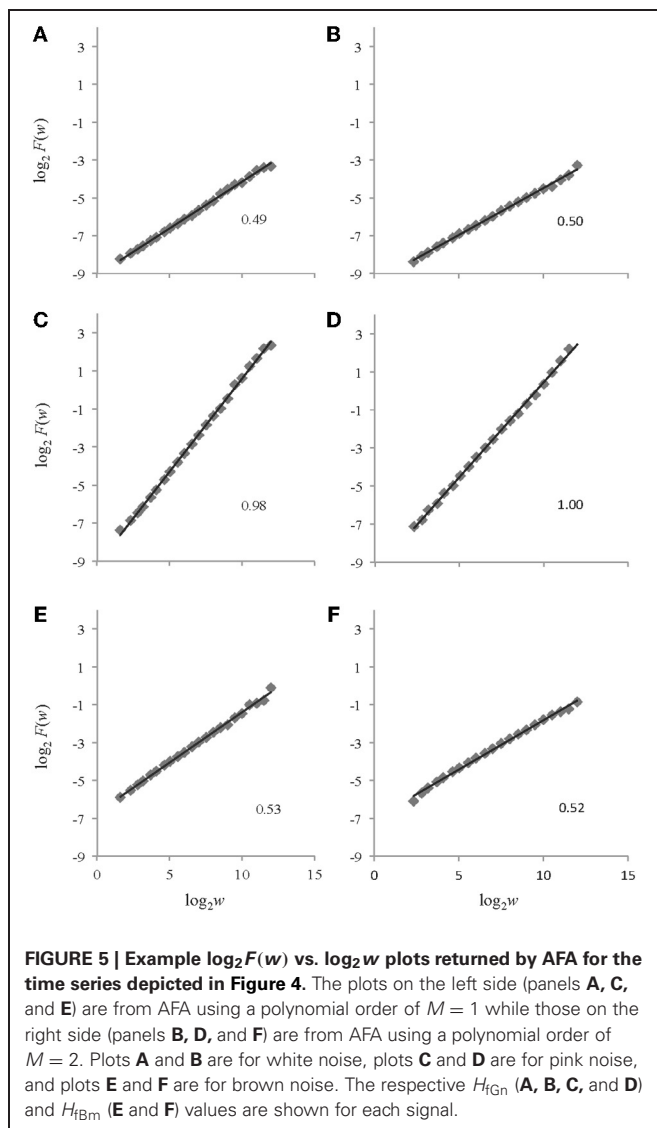 A
B
3
1
-1
-3
-5
-7
-9
log₂ F(w)
0.49
3
1
-1
-3
-5
-7
-9
0.50
C
D
3
1
-1
-3
-5
-7
-9
log₂ F(w)
0.98
3
1
-1
-3
-5
-7
-9
1.00
E
F
3
1
-1
-3
-5
-7
-9
log₂ F(w)
0.53
0 5 10 15
log₂w
3
1
-1
-3
-5
-7
-9
0.52
0 5 10 15
log₂w
FIGURE 5 | Example log₂F(w) vs. log₂w plots returned by AFA for the
time series depicted in Figure 4. The plots on the left side (panels A, C,
and E) are from AFA using a polynomial order of M = 1 while those on the
right side (panels B, D, and F) are from AFA using a polynomial order of
M = 2. Plots A and B are for white noise, plots C and D are for pink noise,
and plots E and F are for brown noise. The respective HfGn (A, B, C, and D)
and HfBm (E and F) values are shown for each signal.